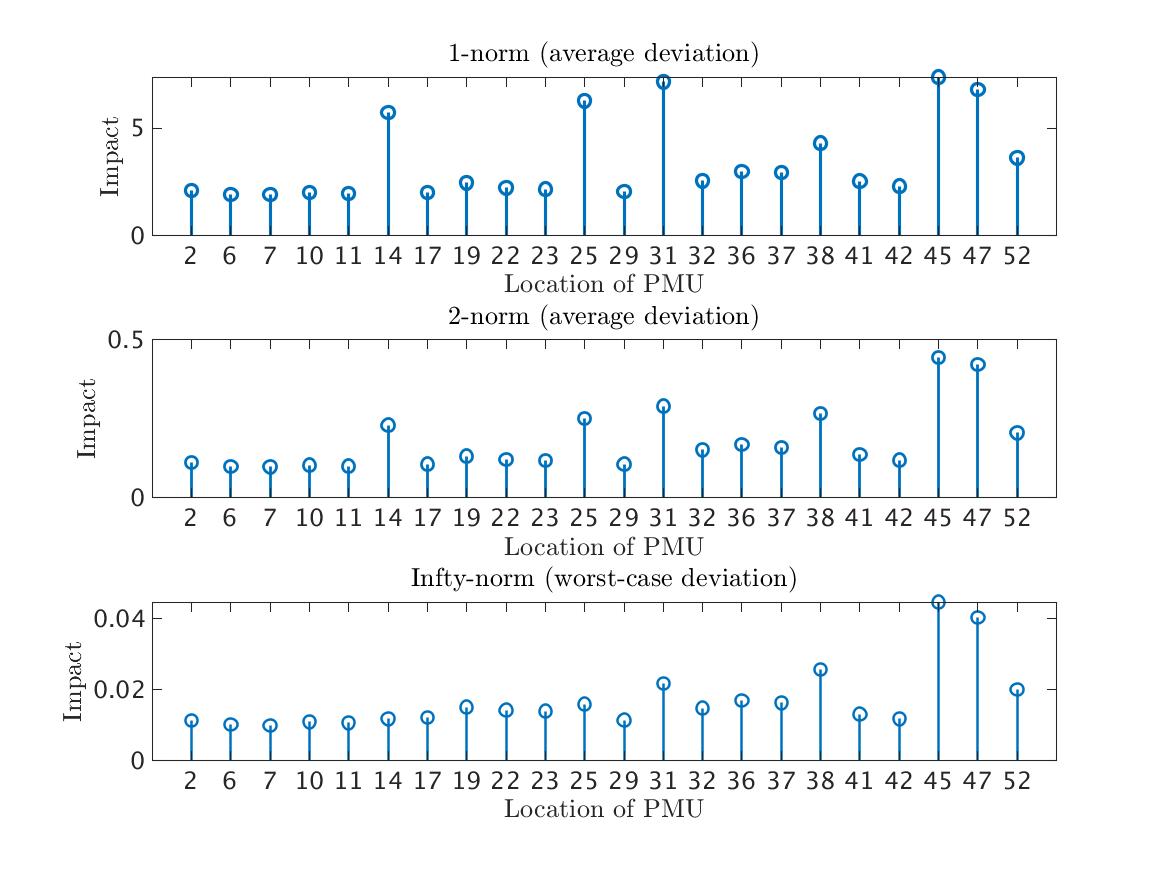 1-norm (average deviation)
Impact
5
0
2 6 7 10 11 14 17 19 22 23 25 29 31 32 36 37 38 41 42 45 47 52
Location of PMU
2-norm (average deviation)
Impact
0.5
0
2 6 7 10 11 14 17 19 22 23 25 29 31 32 36 37 38 41 42 45 47 52
Location of PMU
Infty-norm (worst-case deviation)
Impact
0.04
0.02
0
2 6 7 10 11 14 17 19 22 23 25 29 31 32 36 37 38 41 42 45 47 52
Location of PMU